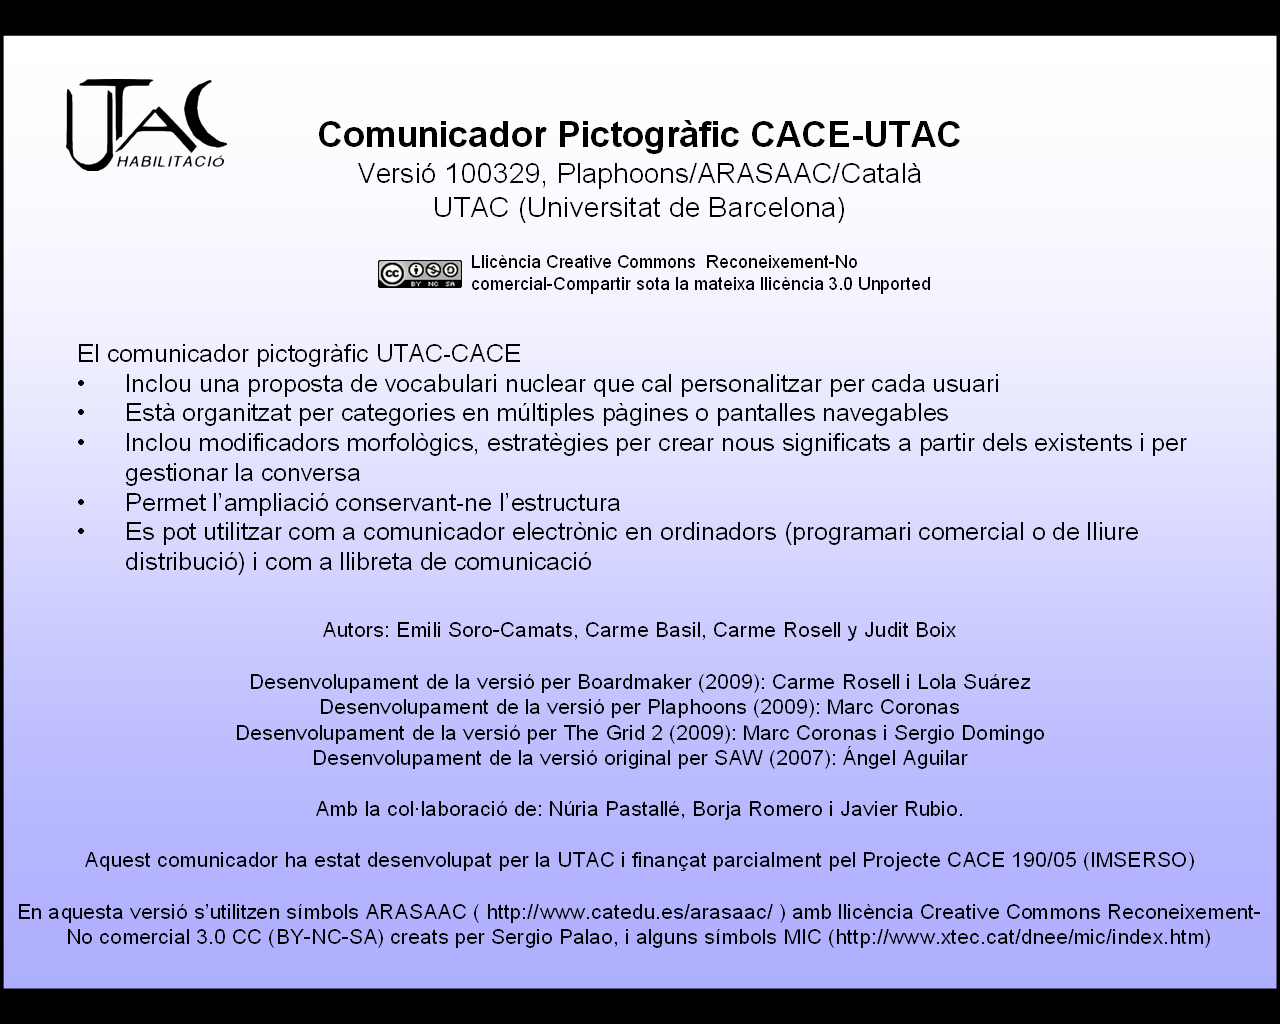 UTAC
HABILITACIÓ
Comunicador Pictogràfic CACE-UTAC
Versió 100329, Plaphoons/ARASAAC/Català
UTAC (Universitat de Barcelona)
cc BY NC SA
Llicència Creative Commons  Reconeixement-No
comercial-Compartir sota la mateixa llicència 3.0 Unported
El comunicador pictogràfic UTAC-CACE
• Inclou una proposta de vocabulari nuclear que cal personalitzar per cada usuari
• Està organitzat per categories en múltiples pàgines o pantalles navegables
• Inclou modificadors morfològics, estratègies per crear nous significats a partir dels existents i per
gestionar la conversa
• Permet l’ampliació conservant-ne l’estructura
• Es pot utilitzar com a comunicador electrònic en ordinadors (programari comercial o de lliure
distribució) i com a llibreta de comunicació
Autors: Emili Soro-Camats, Carme Basil, Carme Rosell y Judit Boix
Desenvolupament de la versió per Boardmaker (2009): Carme Rosell i Lola Suárez
Desenvolupament de la versió per Plaphoons (2009): Marc Coronas
Desenvolupament de la versió per The Grid 2 (2009): Marc Coronas i Sergio Domingo
Desenvolupament de la versió original per SAW (2007): Ángel Aguilar
Amb la col·laboració de: Núria Pastallé, Borja Romero i Javier Rubio.
Aquest comunicador ha estat desenvolupat per la UTAC i finançat parcialment pel Projecte CACE 190/05 (IMSERSO)
En aquesta versió s’utilitzen símbols ARASAAC ( http://www.catedu.es/arasaac/ ) amb llicència Creative Commons Reconeixement-
No comercial 3.0 CC (BY-NC-SA) creats per Sergio Palao, i alguns símbols MIC (http://www.xtec.cat/dnee/mic/index.htm)